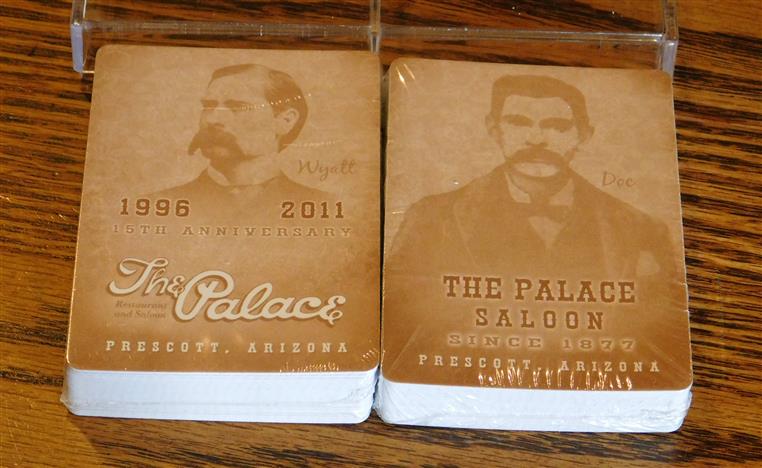 Wyatt
1996 2011
15TH ANNIVERSARY
The Palace
Restaurant
and Saloon
PRESCOTT, ARIZONA
Doc
THE PALACE
SALOON
SINCE 1877
PRESCOTT, ARIZONA